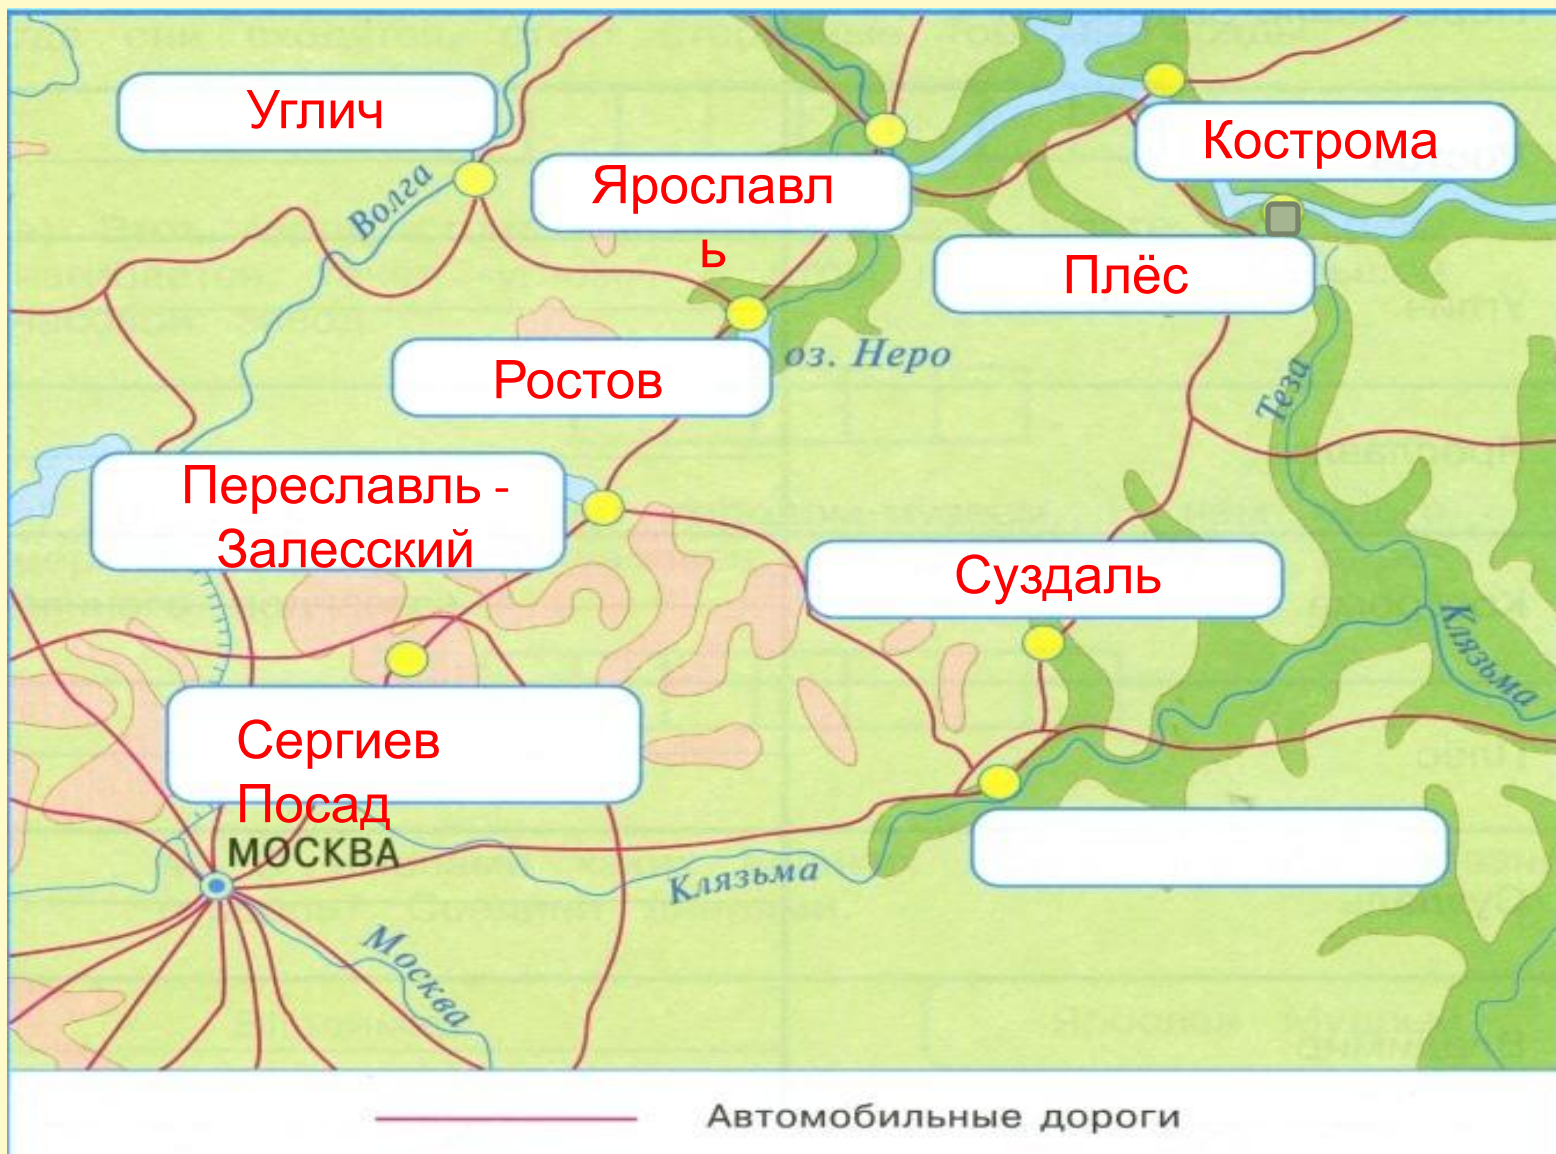 Углич
Кострома
Ярославл
ь
Волга
Плёс
оз. Неро
Ростов
Теза
Переславль -
Залесский
Суздаль
Клязьма
Сергиев
Посад
МОСКВА
Клязьма
Москва
Автомобильные дороги